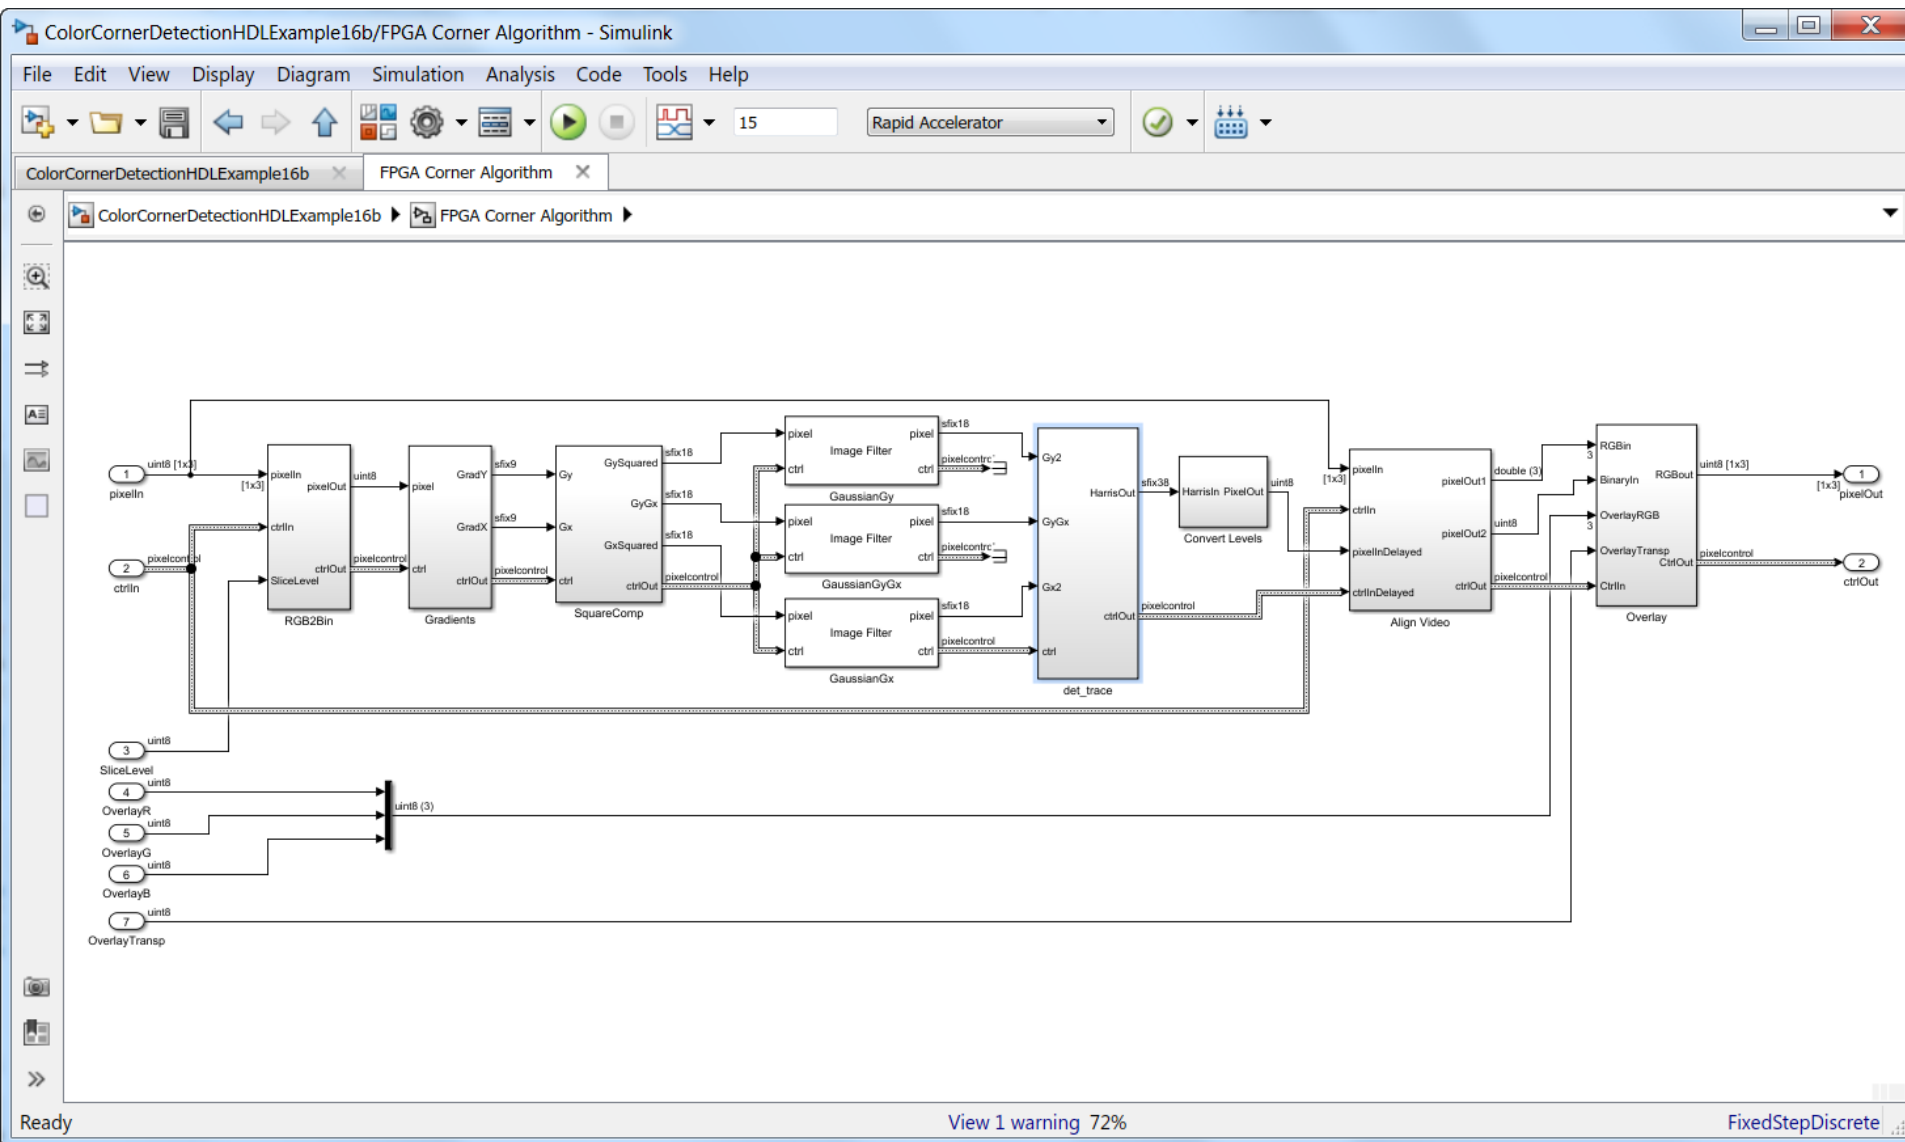 ColorCornerDetectionHDLExample16b/FPGA Corner Algorithm - Simulink
File Edit View Display Diagram Simulation Analysis Code Tools Help
15
Rapid Accelerator
ColorCornerDetectionHDLExample16b
FPGA Corner Algorithm
ColorCornerDetectionHDLExample16b
FPGA Corner Algorithm
1
pixelIn
uint8 [1x3]
2
ctrlIn
pixelcontrol
pixelIn
[1x3]
pixelOut
ctrlIn
ctrlOut
SliceLevel
RGB2Bin
uint8
pixelcontrol
pixel
GradY
GradX
ctrl
ctrlOut
Gradients
sfix9
sfix9
pixelcontrol
Gy
GySquared
GyGx
Gx
GxSquared
ctrl
ctrlOut
SquareComp
sfix18
sfix18
sfix18
pixelcontrol
pixel
Image Filter
pixel
ctrl
ctrl
GaussianGy
sfix18
pixelcontrc
pixel
Image Filter
pixel
ctrl
ctrl
GaussianGyGx
sfix18
pixelcontrc
pixel
Image Filter
pixel
ctrl
ctrl
GaussianGx
sfix18
pixelcontrol
Gy2
HarrisOut
GyGx
Gx2
ctrlOut
ctrl
det_trace
sfix38
pixelcontrol
HarrisIn PixelOut
Convert Levels
uint8
pixelIn
[1x3]
pixelOut1
ctrlIn
pixelOut2
pixelInDelayed
ctrlOut
ctrlInDelayed
Align Video
double (3)
uint8
pixelcontrol
RGBin
3
BinaryIn
RGBout
OverlayRGB
3
OverlayTransp
CtrlOut
CtrlIn
Overlay
uint8 [1x3]
[1x3]
1
pixelOut
pixelcontrol
2
ctrlOut
3
uint8
SliceLevel
4
uint8
OverlayR
5
uint8
OverlayG
6
uint8
OverlayB
uint8 (3)
7
uint8
OverlayTransp
Ready
View 1 warning 72%
FixedStepDiscrete